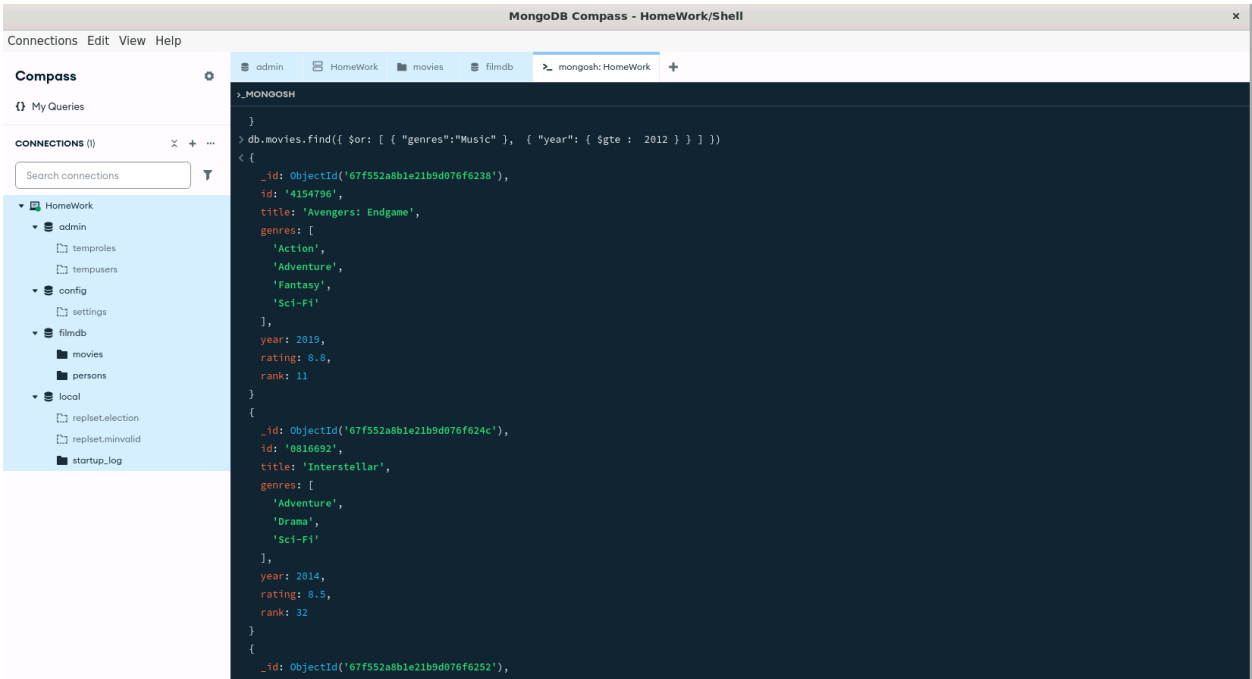 MongoDB Compass - HomeWork/Shell
Connections Edit View Help
Compass
{} My Queries
CONNECTIONS (1)
Search connections
HomeWork
admin
temproles
tempusers
config
settings
filmdb
movies
persons
local
replset.election
replset.minvalid
startup_log
admin HomeWork movies filmdb >_ mongosh: HomeWork +
>_MONGOSH
}
> db.movies.find({ $or: [ { "genres":"Music" },  { "year": { $gte :  2012 } } ] })
< {
_id: ObjectId('67f552a8b1e21b9d076f6238'),
id: '4154796',
title: 'Avengers: Endgame',
genres: [
'Action',
'Adventure',
'Fantasy',
'Sci-Fi'
],
year: 2019,
rating: 8.8,
rank: 11
}
{
_id: ObjectId('67f552a8b1e21b9d076f624c'),
id: '0816692',
title: 'Interstellar',
genres: [
'Adventure',
'Drama',
'Sci-Fi'
],
year: 2014,
rating: 8.5,
rank: 32
}
{
_id: ObjectId('67f552a8b1e21b9d076f6252'),